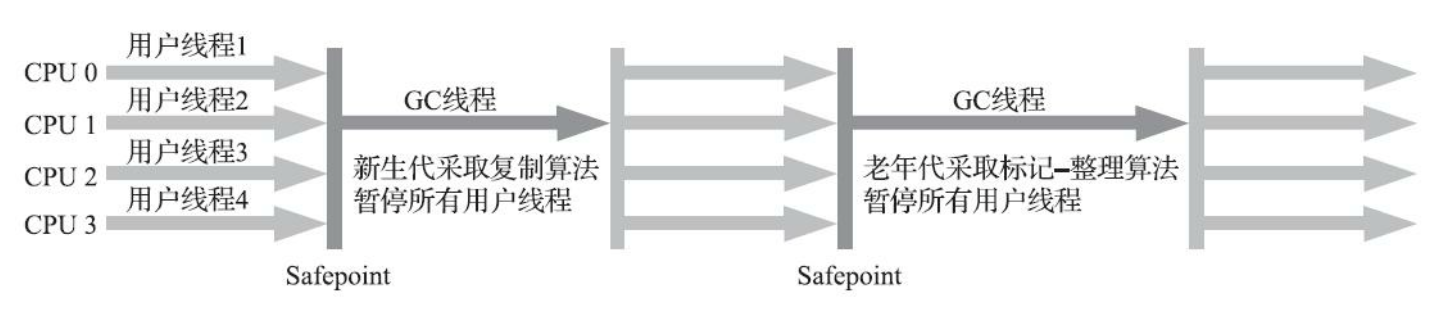 用户线程1
CPU 0
用户线程2
CPU 1
用户线程3
CPU 2
用户线程4
CPU 3
GC线程
新生代采取复制算法
暂停所有用户线程
Safepoint
GC线程
老年代采取标记–整理算法
暂停所有用户线程
Safepoint